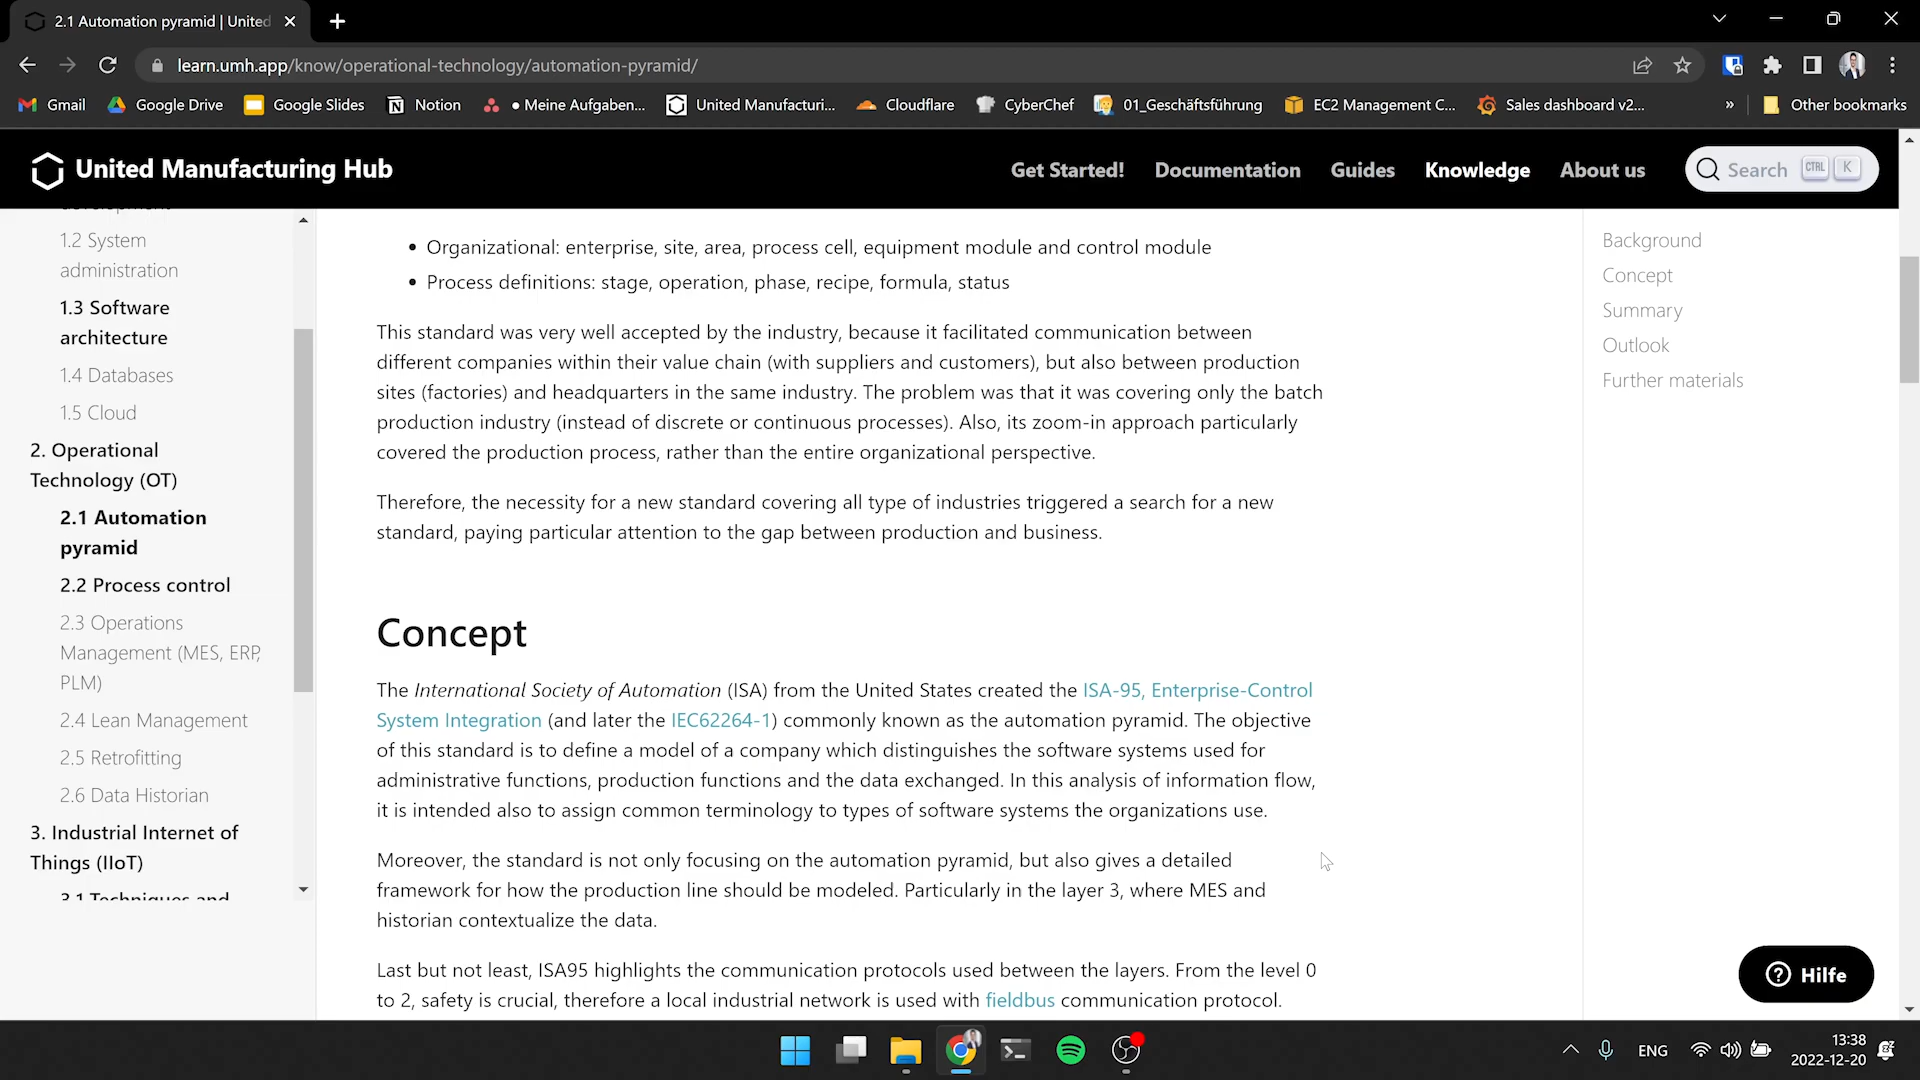 2.1 Automation pyramid | United
learn.umh.app/know/operational-technology/automation-pyramid/
Gmail
Google Drive
Google Slides
Notion
• Meine Aufgaben...
United Manufacturi...
Cloudflare
CyberChef
01_Geschäftsführung
EC2 Management C...
Sales dashboard v2...
»
Other bookmarks
United Manufacturing Hub
Get Started!
Documentation
Guides
Knowledge
About us
Search CTRL K
development
1.2 System
administration
1.3 Software
architecture
1.4 Databases
1.5 Cloud
2. Operational
Technology (OT)
2.1 Automation
pyramid
2.2 Process control
2.3 Operations
Management (MES, ERP,
PLM)
2.4 Lean Management
2.5 Retrofitting
2.6 Data Historian
3. Industrial Internet of
Things (IIoT)
3.1 Techniques and
• Organizational: enterprise, site, area, process cell, equipment module and control module
• Process definitions: stage, operation, phase, recipe, formula, status
This standard was very well accepted by the industry, because it facilitated communication between
different companies within their value chain (with suppliers and customers), but also between production
sites (factories) and headquarters in the same industry. The problem was that it was covering only the batch
production industry (instead of discrete or continuous processes). Also, its zoom-in approach particularly
covered the production process, rather than the entire organizational perspective.
Therefore, the necessity for a new standard covering all type of industries triggered a search for a new
standard, paying particular attention to the gap between production and business.
Concept
The International Society of Automation (ISA) from the United States created the ISA-95, Enterprise-Control
System Integration (and later the IEC62264-1) commonly known as the automation pyramid. The objective
of this standard is to define a model of a company which distinguishes the software systems used for
administrative functions, production functions and the data exchanged. In this analysis of information flow,
it is intended also to assign common terminology to types of software systems the organizations use.
Moreover, the standard is not only focusing on the automation pyramid, but also gives a detailed
framework for how the production line should be modeled. Particularly in the layer 3, where MES and
historian contextualize the data.
Last but not least, ISA95 highlights the communication protocols used between the layers. From the level 0
to 2, safety is crucial, therefore a local industrial network is used with fieldbus communication protocol.
Background
Concept
Summary
Outlook
Further materials
Hilfe
ENG
13:38
2022-12-20